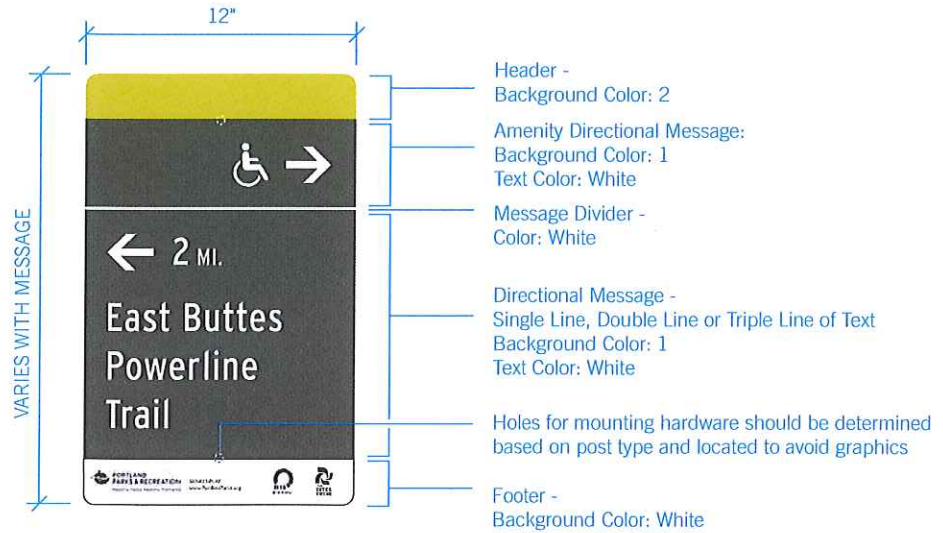 12"
Header -
Background Color: 2
Amenity Directional Message:
Background Color: 1
Text Color: White
Message Divider -
Color: White
VARIES WITH MESSAGE
2 MI.
East Buttes
Powerline
Trail
Directional Message -
Single Line, Double Line or Triple Line of Text
Background Color: 1
Text Color: White
Holes for mounting hardware should be determined
based on post type and located to avoid graphics
PORTLAND
PARKS & RECREATION
www.PortlandParks.org
Footer -
Background Color: White